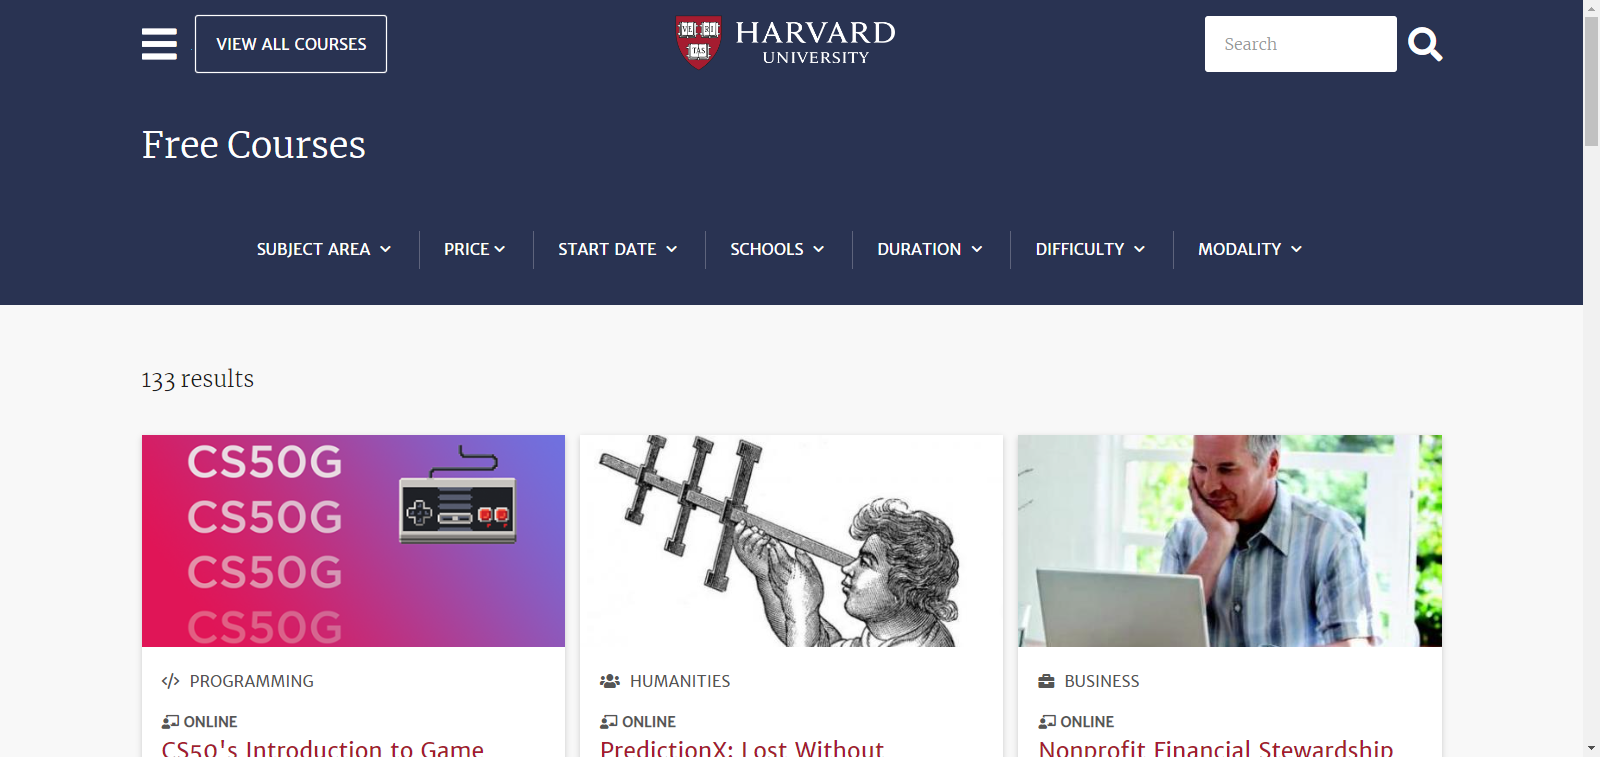 VIEW ALL COURSES
VE RI TAS
HARVARD
UNIVERSITY
Search
Free Courses
SUBJECT AREA
PRICE
START DATE
SCHOOLS
DURATION
DIFFICULTY
MODALITY
133 results
CS50G
CS50G
CS50G
CS50G
PROGRAMMING
ONLINE
CS50's Introduction to Game
HUMANITIES
ONLINE
PredictionX: Lost Without
BUSINESS
ONLINE
Nonprofit Financial Stewardship